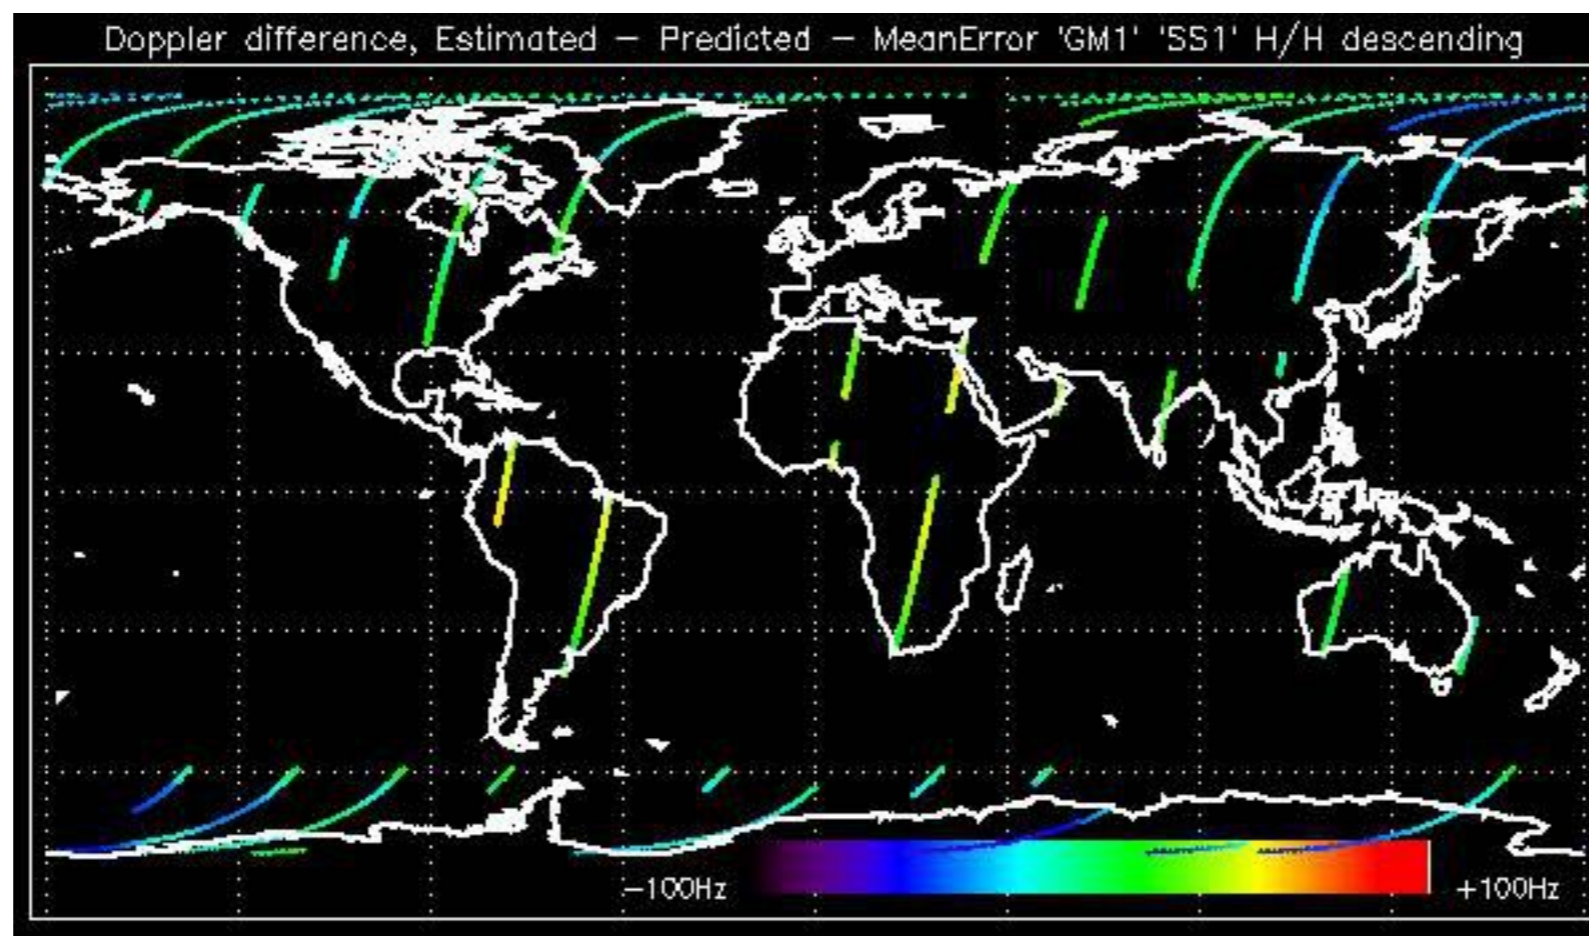 Doppler difference, Estimated – Predicted – MeanError 'GM1' 'SS1' H/H descending
–100Hz
+100Hz